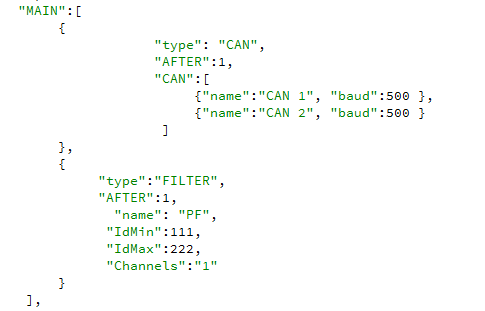 "MAIN":[
{
"type": "CAN",
"AFTER":1,
"CAN":[
{"name":"CAN 1", "baud":500 },
{"name":"CAN 2", "baud":500 }
]
},
{
"type":"FILTER",
"AFTER":1,
"name": "PF",
"IdMin":111,
"IdMax":222,
"Channels":"1"
}
],